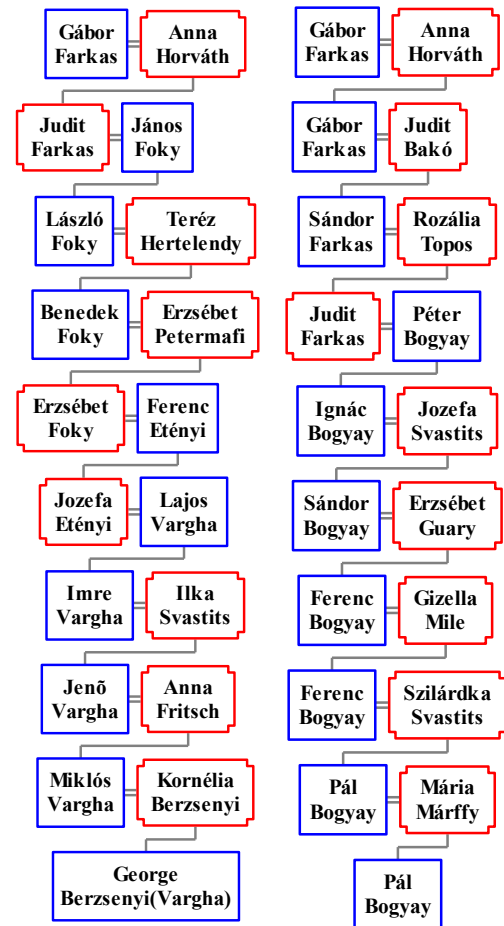 Gábor
Farkas
Anna
Horváth
Judit
Farkas
János
Foky
László
Foky
Teréz
Hertelendy
Benedek
Foky
Erzsébet
Petermafi
Erzsébet
Foky
Ferenc
Etényi
Jozefa
Etényi
Lajos
Vargha
Imre
Vargha
Ilka
Svastits
Jenõ
Vargha
Anna
Fritsch
Miklós
Vargha
Kornélia
Berzsenyi
George
Berzsenyi(Vargha)
Gábor
Farkas
Anna
Horváth
Gábor
Farkas
Judit
Bakó
Sándor
Farkas
Rozália
Topos
Judit
Farkas
Péter
Bogyay
Ignác
Bogyay
Jozefa
Svastits
Sándor
Bogyay
Erzsébet
Guary
Ferenc
Bogyay
Gizella
Mile
Ferenc
Bogyay
Szilárdka
Svastits
Pál
Bogyay
Mária
Márffy
Pál
Bogyay